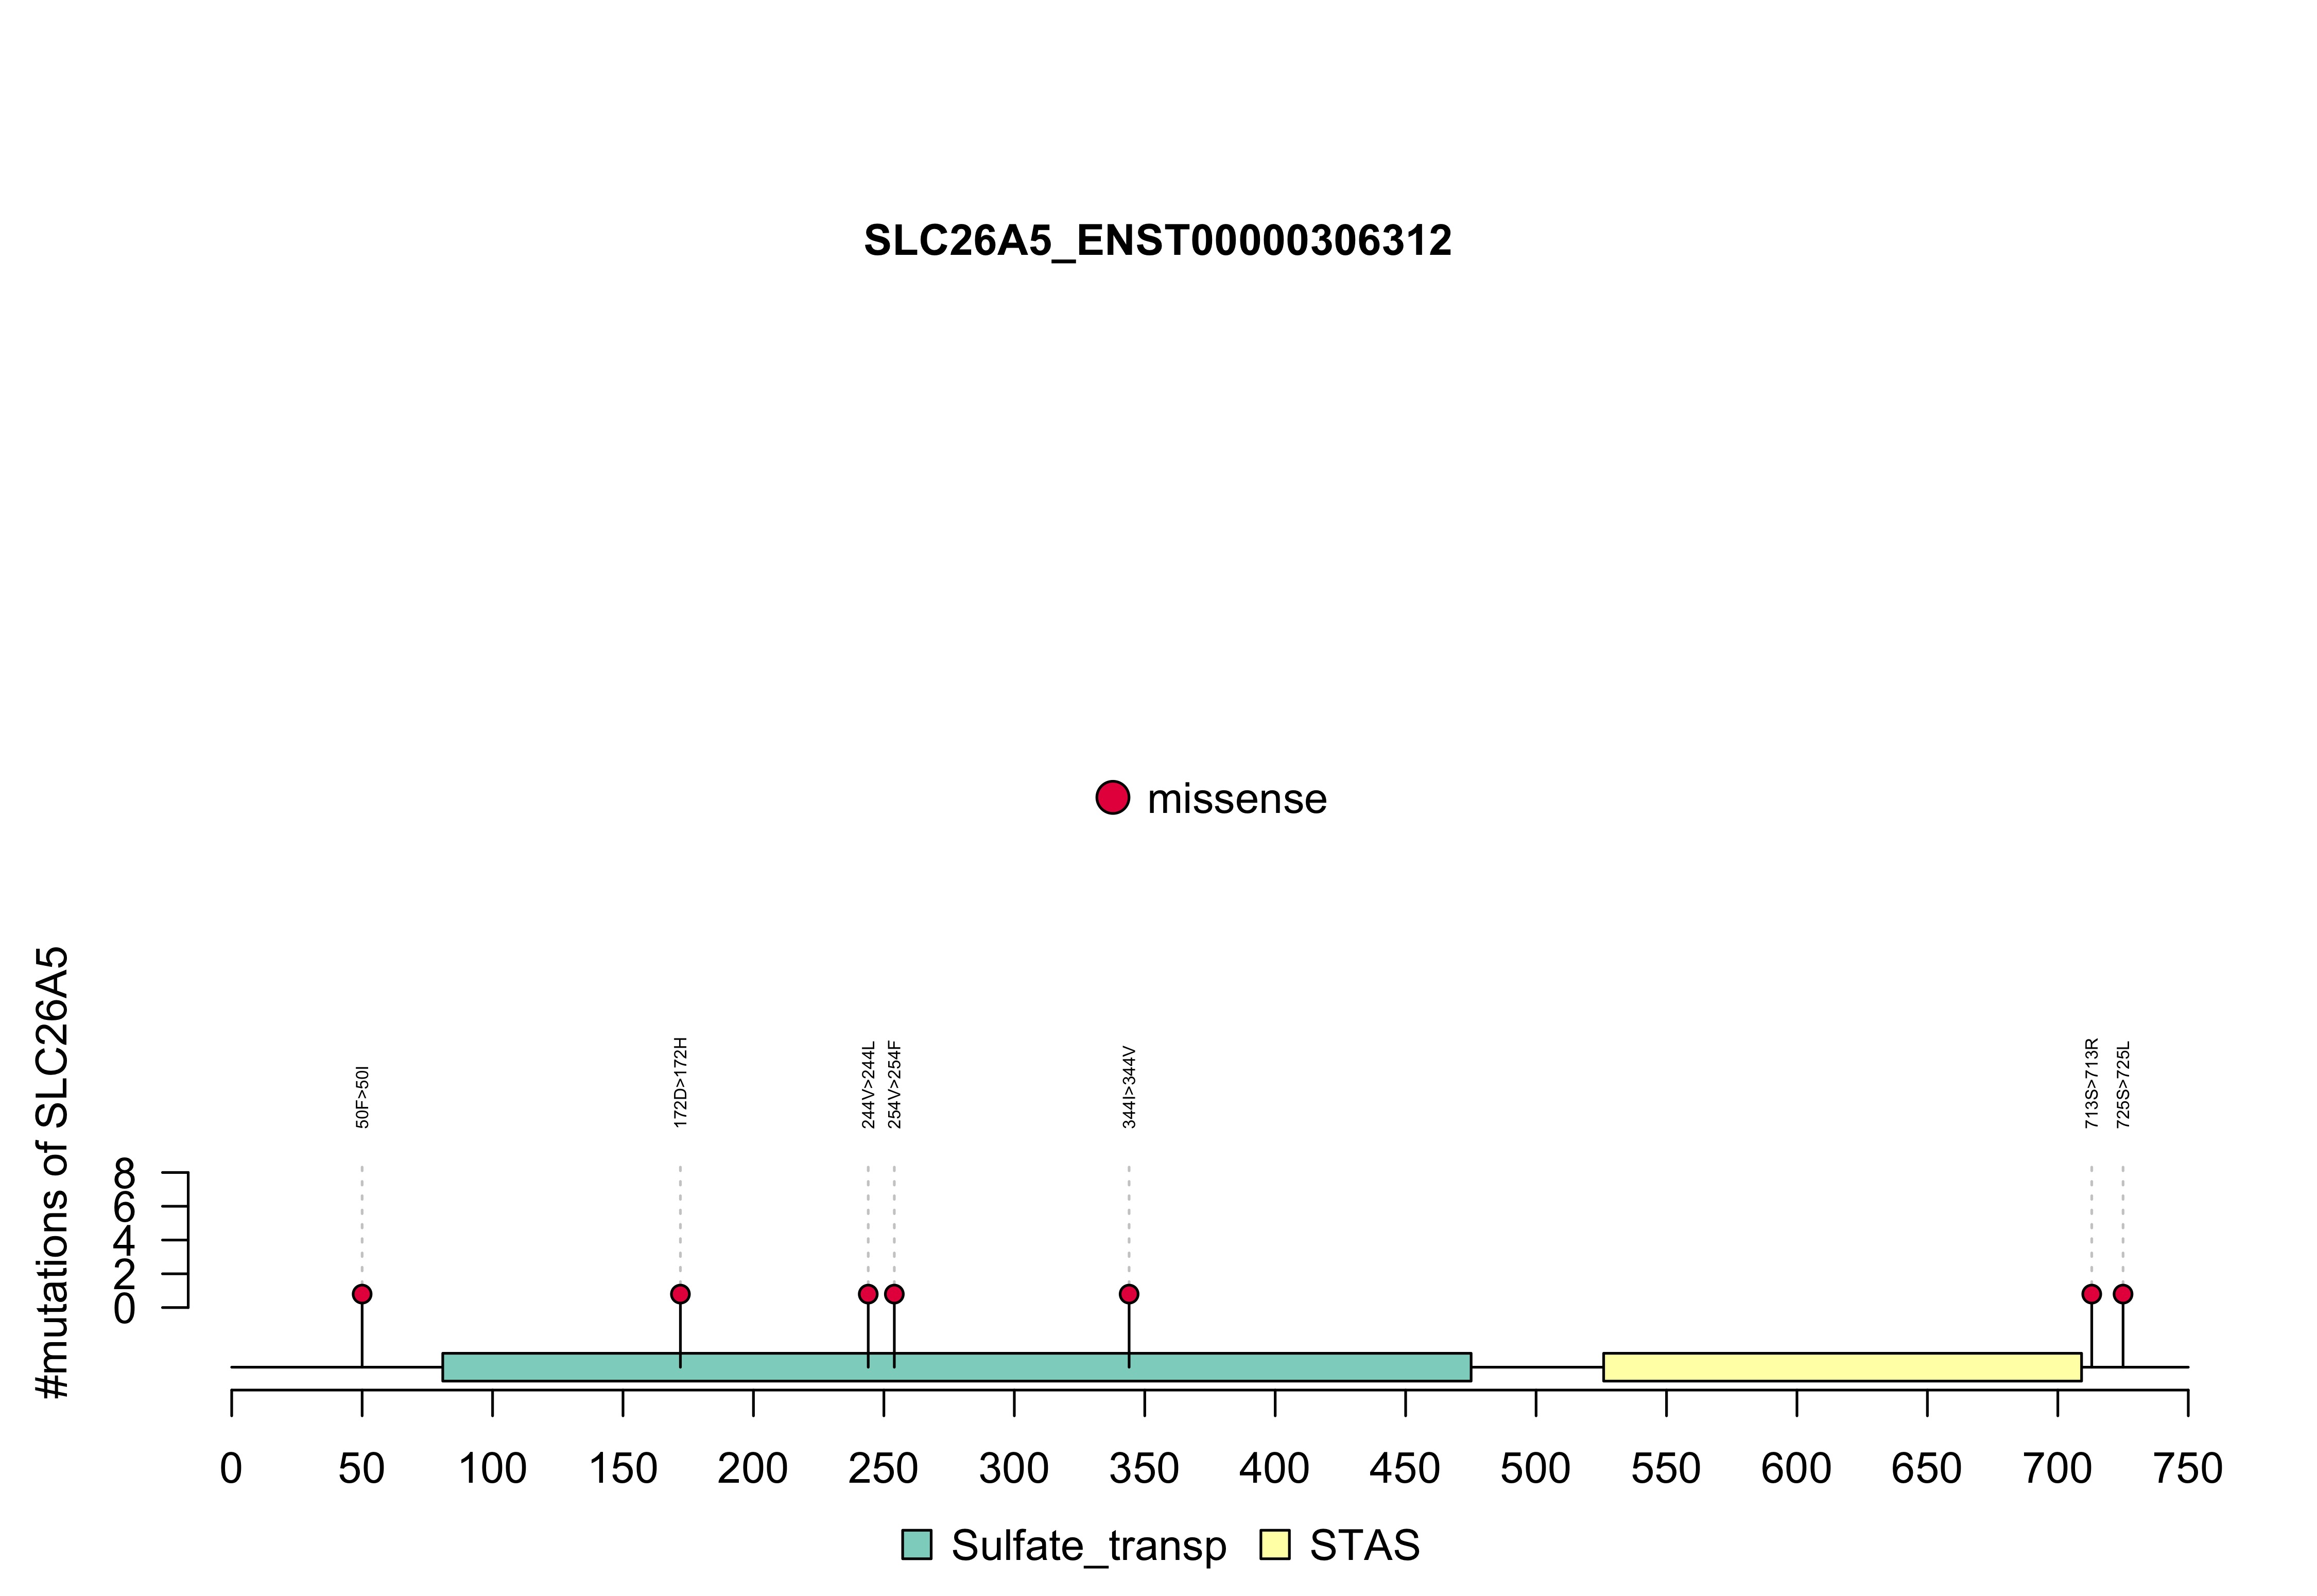 SLC26A5_ENST00000306312
missense
#mutations of SLC26A5
50F>50I
172D>172H
244V>244L
254V>254F
344I>344V
713S>713R
725S>725L
8
6
4
2
0
0 50 100 150 200 250 300 350 400 450 500 550 600 650 700 750
Sulfate_transp STAS